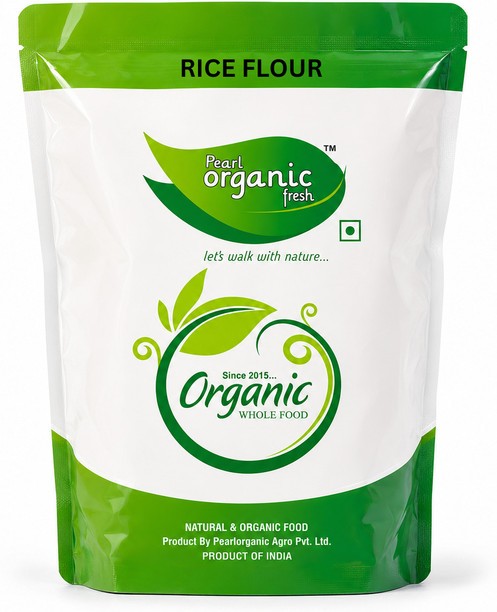 RICE FLOUR
Pearl
organic
fresh
TM
let's walk with nature...
Since 2015...
Organic
WHOLE FOOD
NATURAL & ORGANIC FOOD
Product By Pearlorganic Agro Pvt. Ltd.
PRODUCT OF INDIA